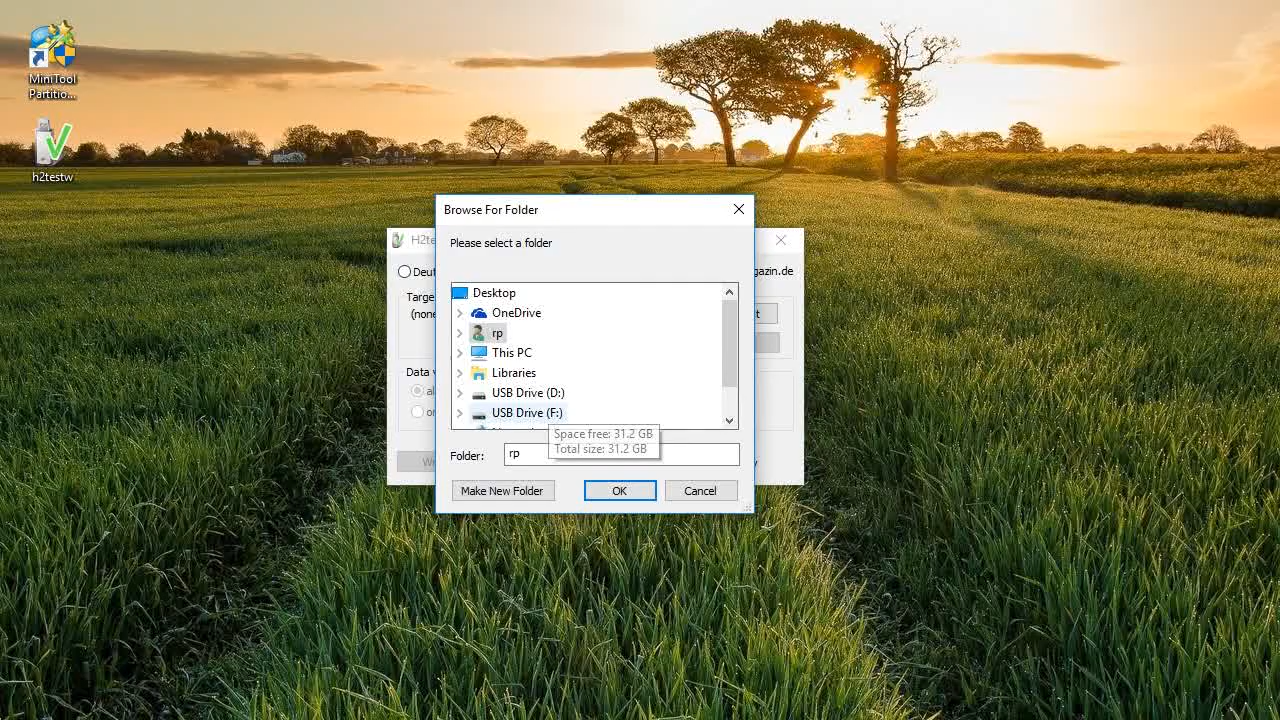 MiniTool
Partitio...
h2testw
Browse For Folder
Please select a folder
H2te
Deut
gazin.de
Targe
(none
t
Data v
al
or
Wr
y
Desktop
OneDrive
rp
This PC
Libraries
USB Drive (D:)
USB Drive (F:)
Space free: 31.2 GB
Total size: 31.2 GB
Folder:
rp
Make New Folder
OK
Cancel